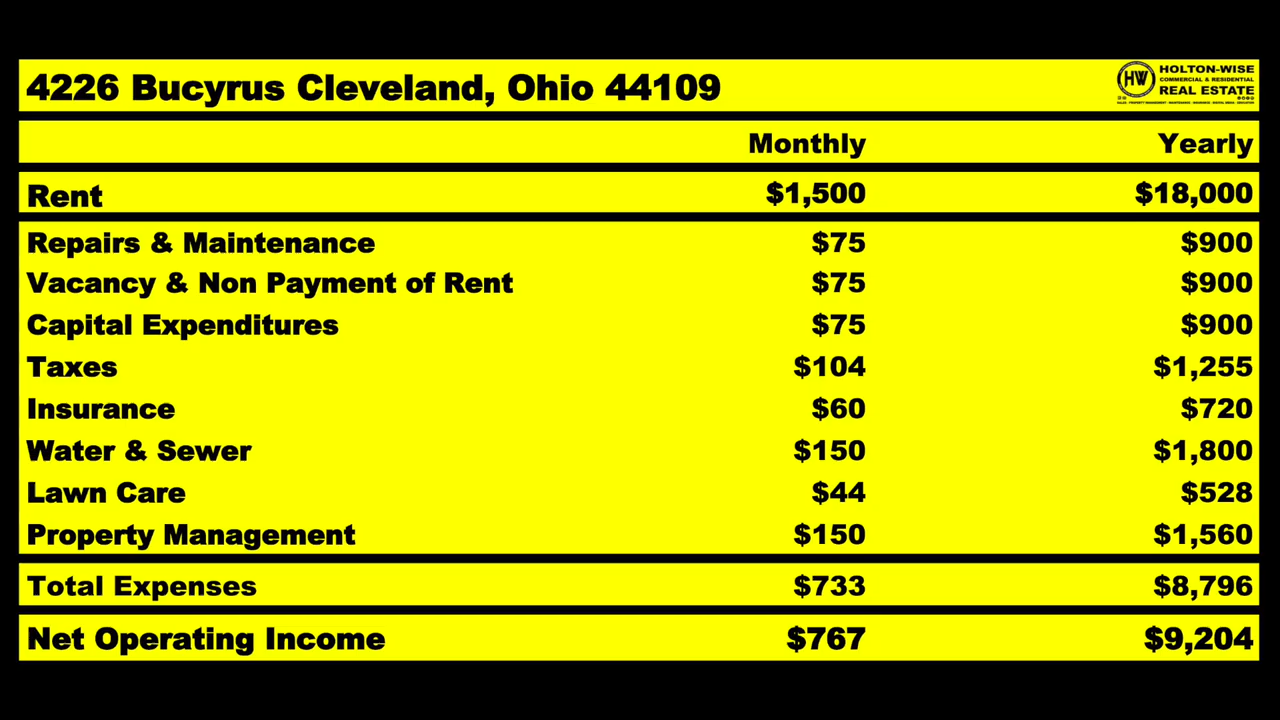 4226 Bucyrus Cleveland, Ohio 44109
HW
HOLTON-WISE
COMMERCIAL & RESIDENTIAL
REAL ESTATE
Monthly Yearly
Rent $1,500 $18,000
Repairs & Maintenance $75 $900
Vacancy & Non Payment of Rent $75 $900
Capital Expenditures $75 $900
Taxes $104 $1,255
Insurance $60 $720
Water & Sewer $150 $1,800
Lawn Care $44 $528
Property Management $150 $1,560
Total Expenses $733 $8,796
Net Operating Income $767 $9,204